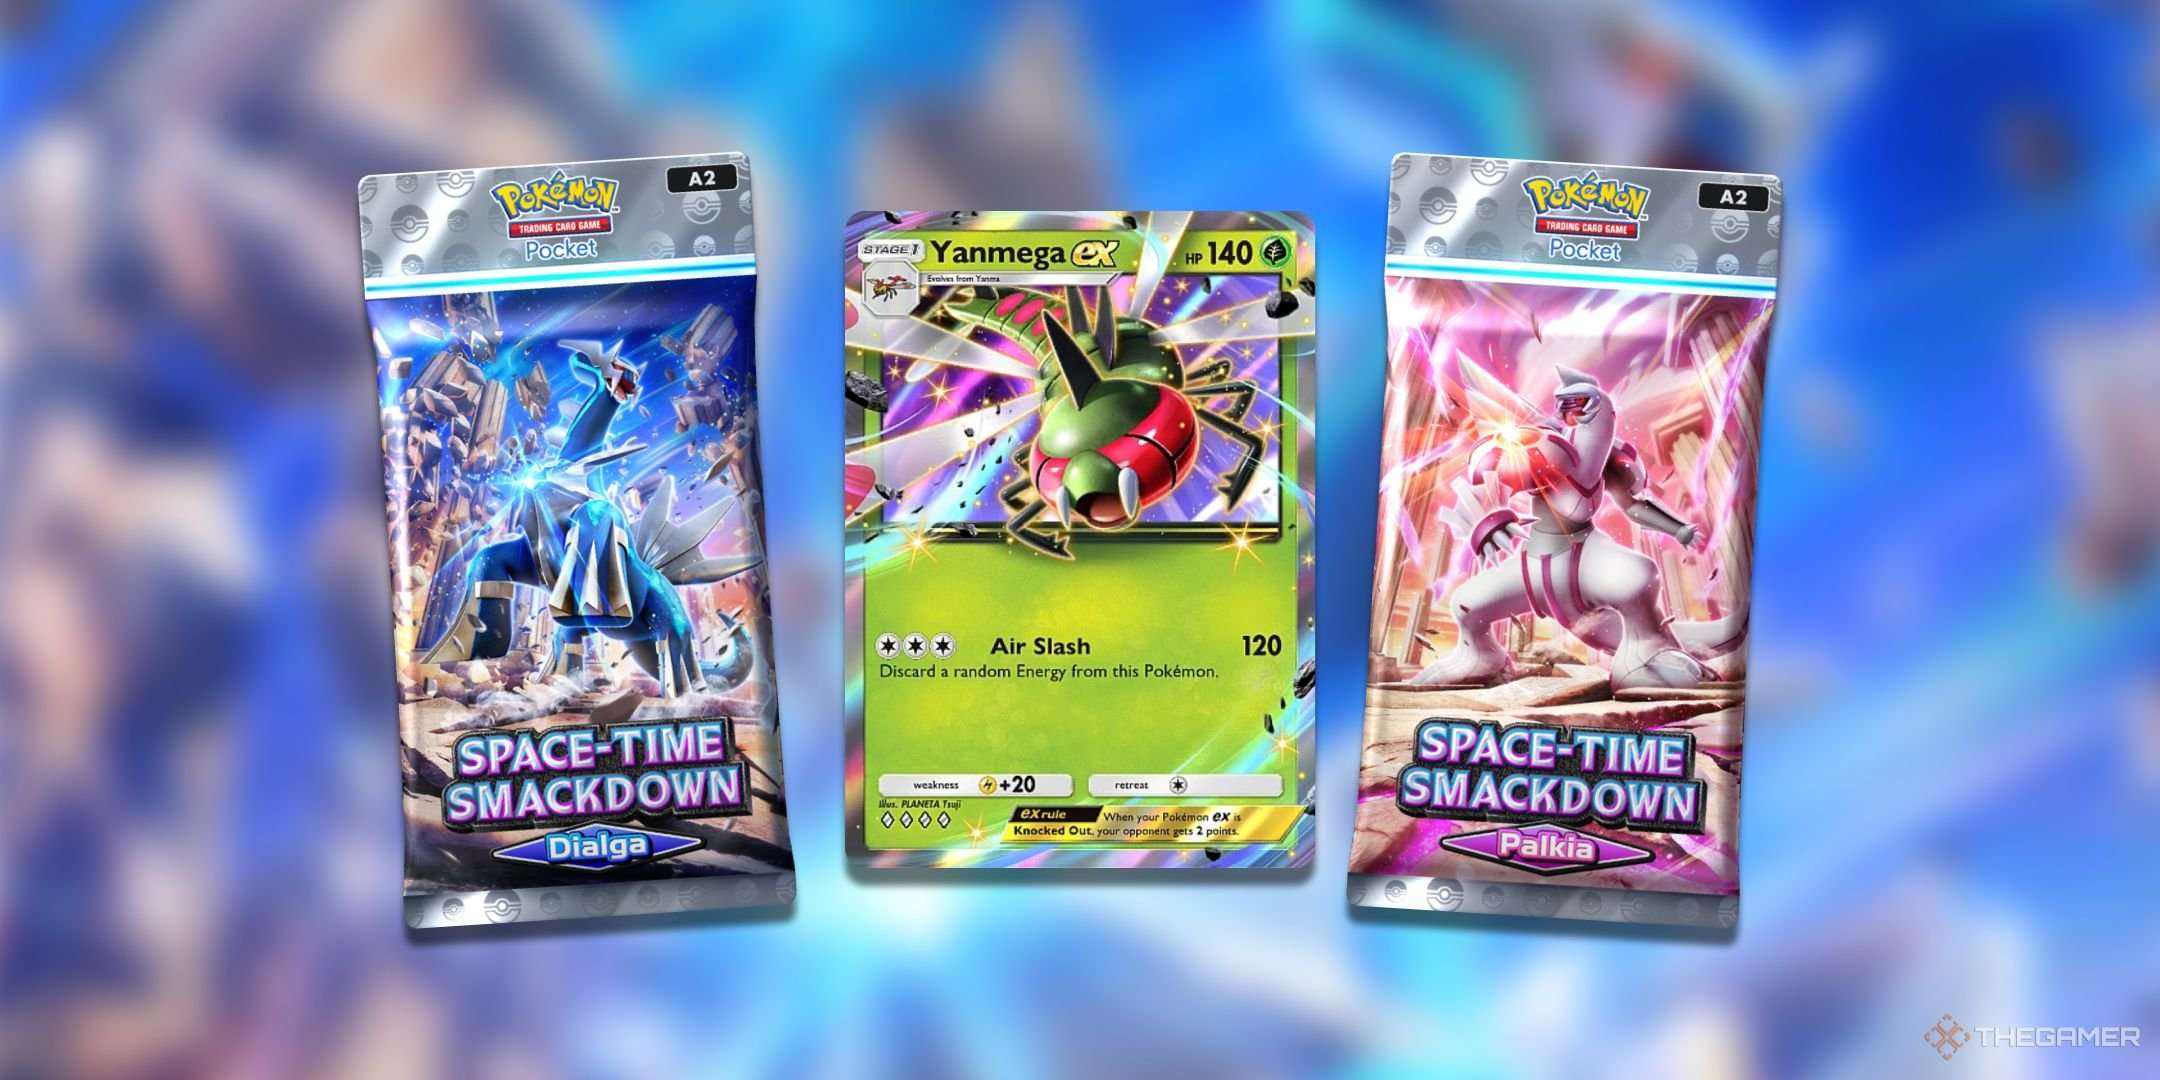 Pokémon
TRADING CARD GAME
Pocket
A2
SPACE-TIME
SMACKDOWN
Dialga
STAGE 1
Yanmega ex
HP 140
Evolves from Yanma
Air Slash
120
Discard a random Energy from this Pokémon.
weakness +20
retreat
Illus. PLANETA Tsuji
ex rule When your Pokémon ex is
Knocked Out, your opponent gets 2 points.
Pokémon
TRADING CARD GAME
Pocket
A2
SPACE-TIME
SMACKDOWN
Palkia
THEGAMER